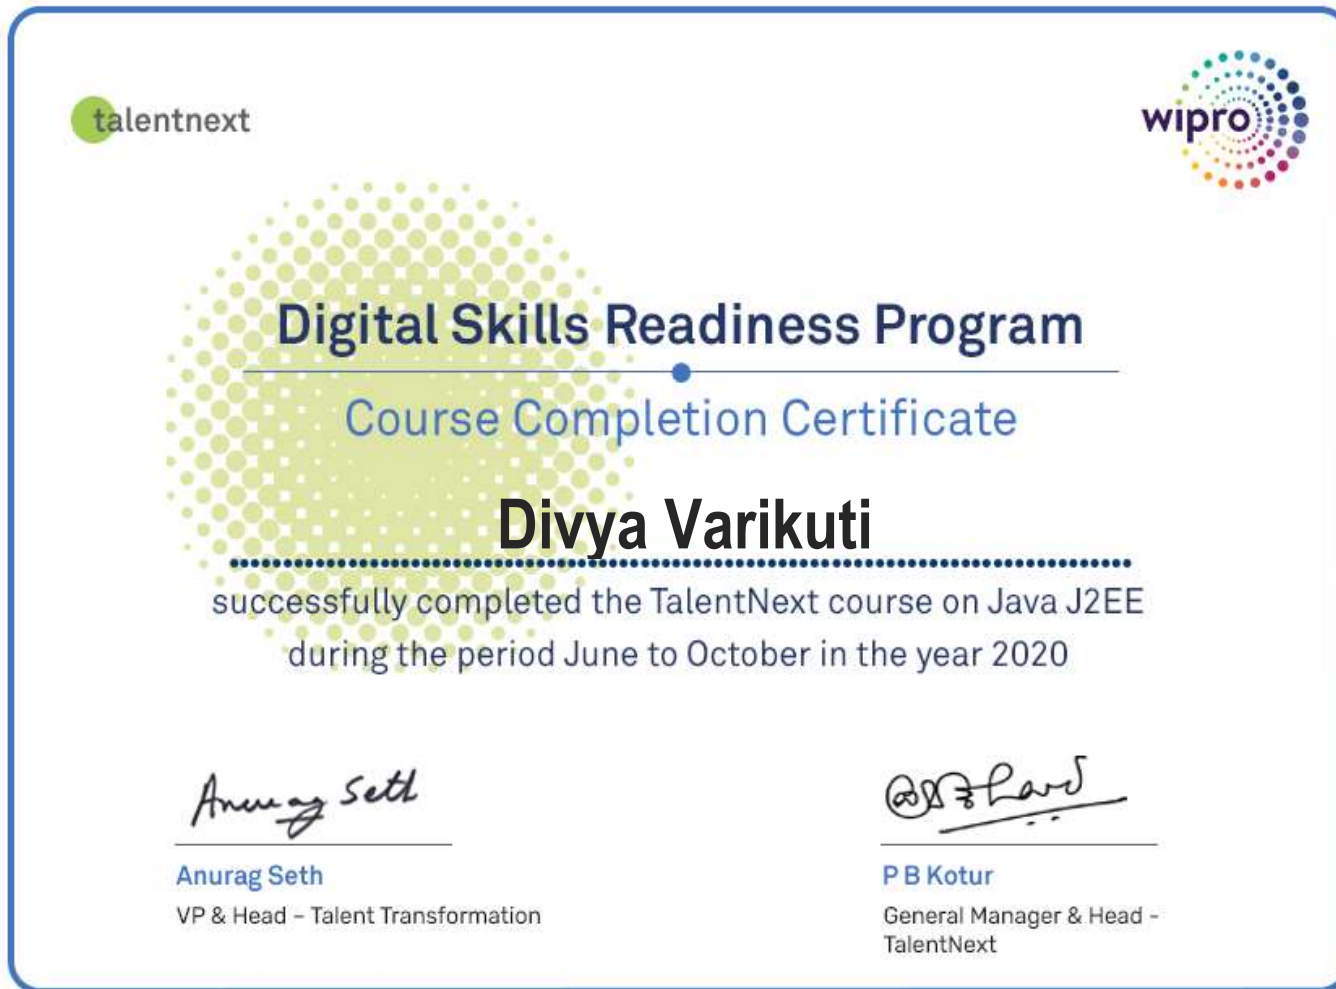 talentnext
wipro
Digital Skills Readiness Program
Course Completion Certificate
Divya Varikuti
successfully completed the TalentNext course on Java J2EE
during the period June to October in the year 2020
Anurag Seth
Anurag Seth
VP & Head – Talent Transformation
P B Kotur
General Manager & Head -
TalentNext